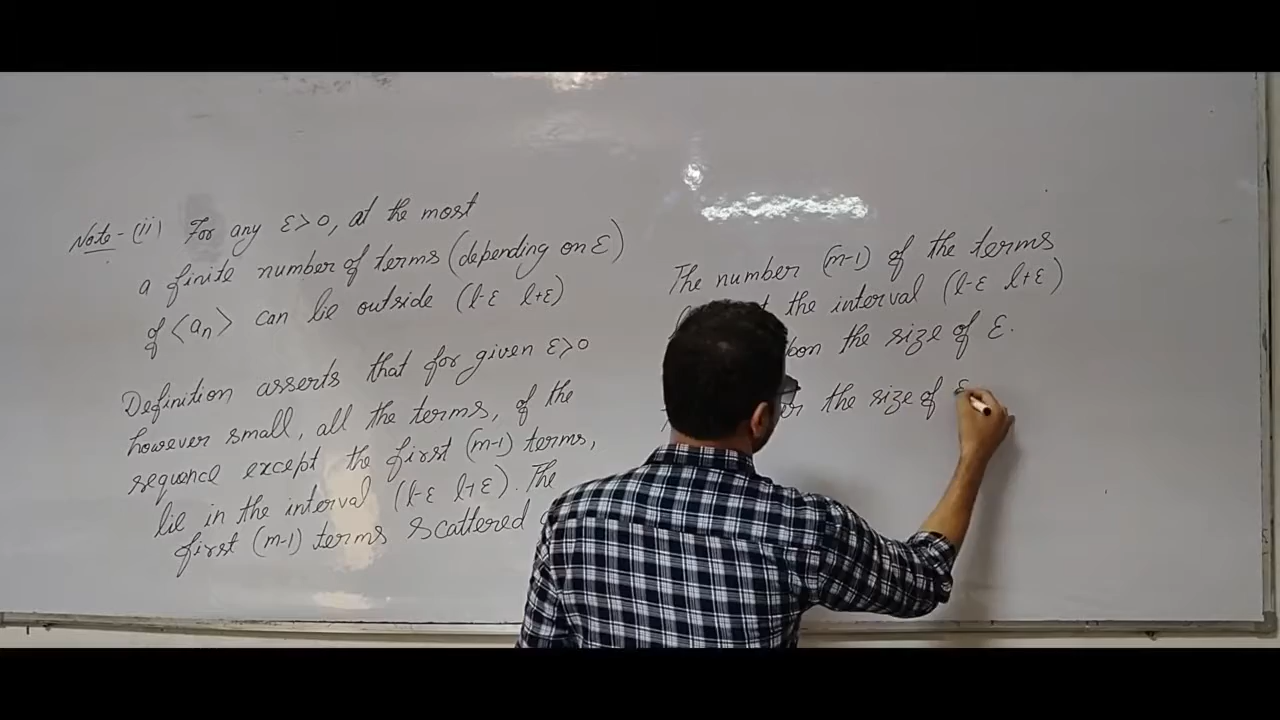 Note - (ii) For any ε>0, at the most
a finite number of terms (depending on ε)
of <aₙ> can lie outside (l-ε l+ε)
Definition asserts that for given ε>0
however small, all the terms, of the
sequence except the first (m-1) terms,
lie in the interval (l-ε l+ε). The
first (m-1) terms scattered
The number (m-1) of the terms
the interval (l-ε l+ε)
the size of ε.
the size of ε